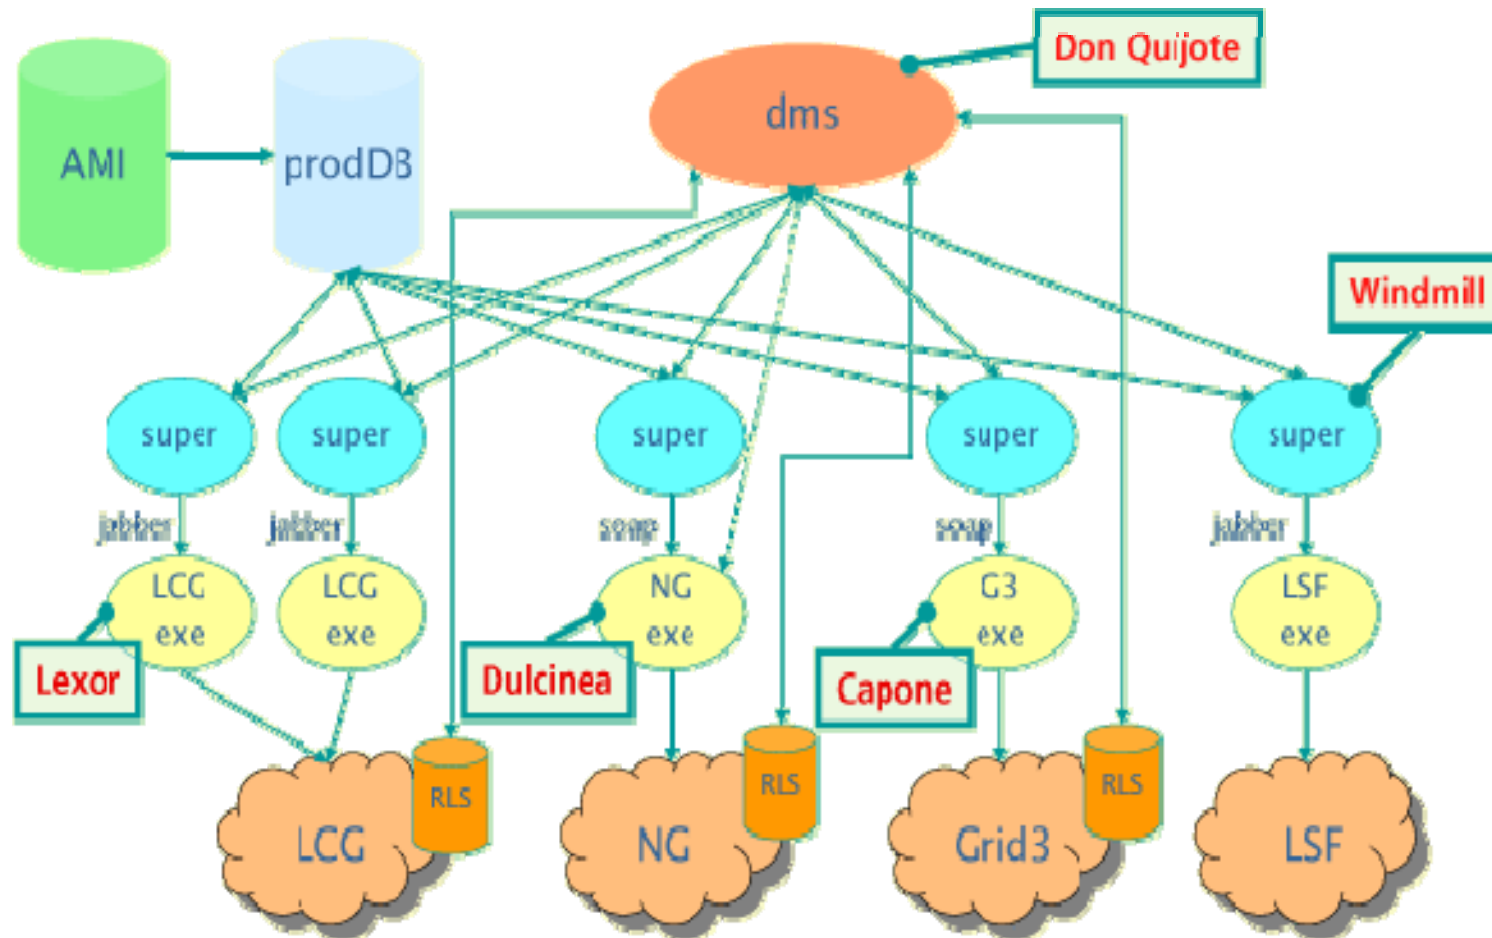 Don Quijote
dms
AMI
prodDB
Windmill
super
super
super
super
super
jabber
jabber
soap
soap
jabber
LCG
exe
LCG
exe
NG
exe
G3
exe
LSF
exe
Lexor
Dulcinea
Capone
RLS
RLS
RLS
LCG
NG
Grid3
LSF